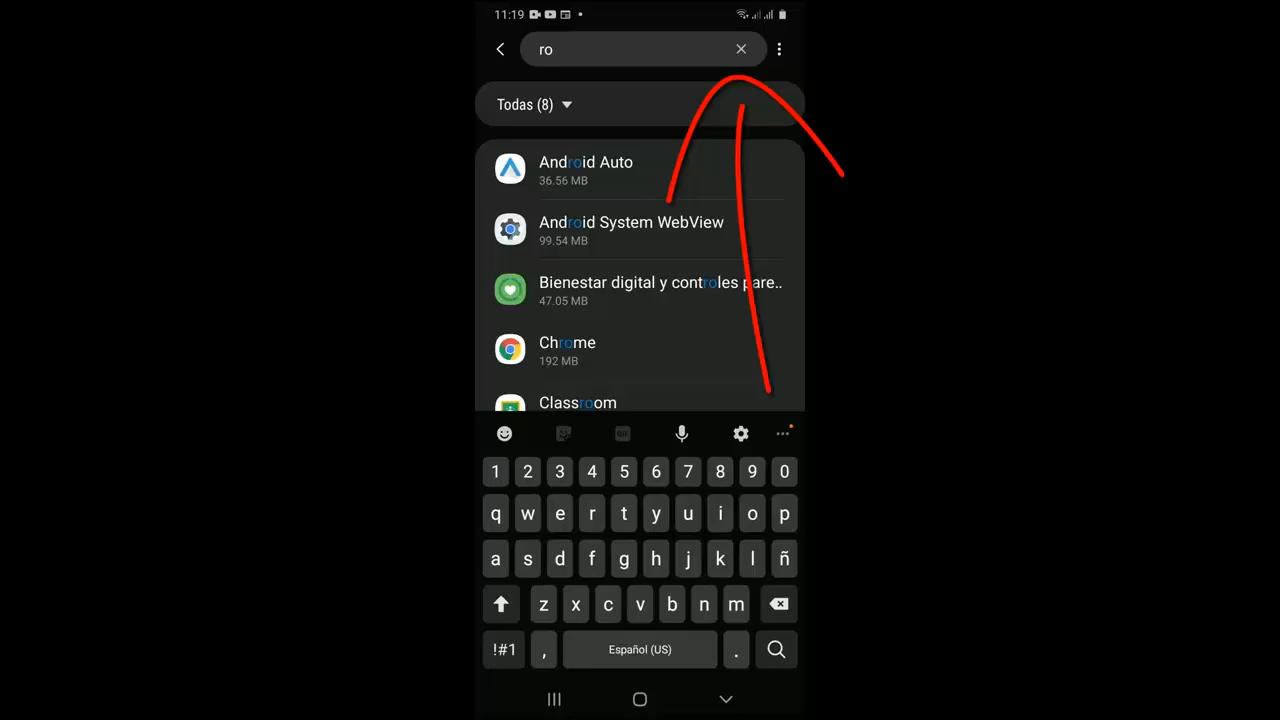 11:19
ro
Todas (8)
Android Auto
36.56 MB
Android System WebView
99.54 MB
Bienestar digital y controles pare..
47.05 MB
Chrome
192 MB
Classroom
GIF
1 2 3 4 5 6 7 8 9 0
q w e r t y u i o p
a s d f g h j k l ñ
z x c v b n m
!#1 , Español (US) .